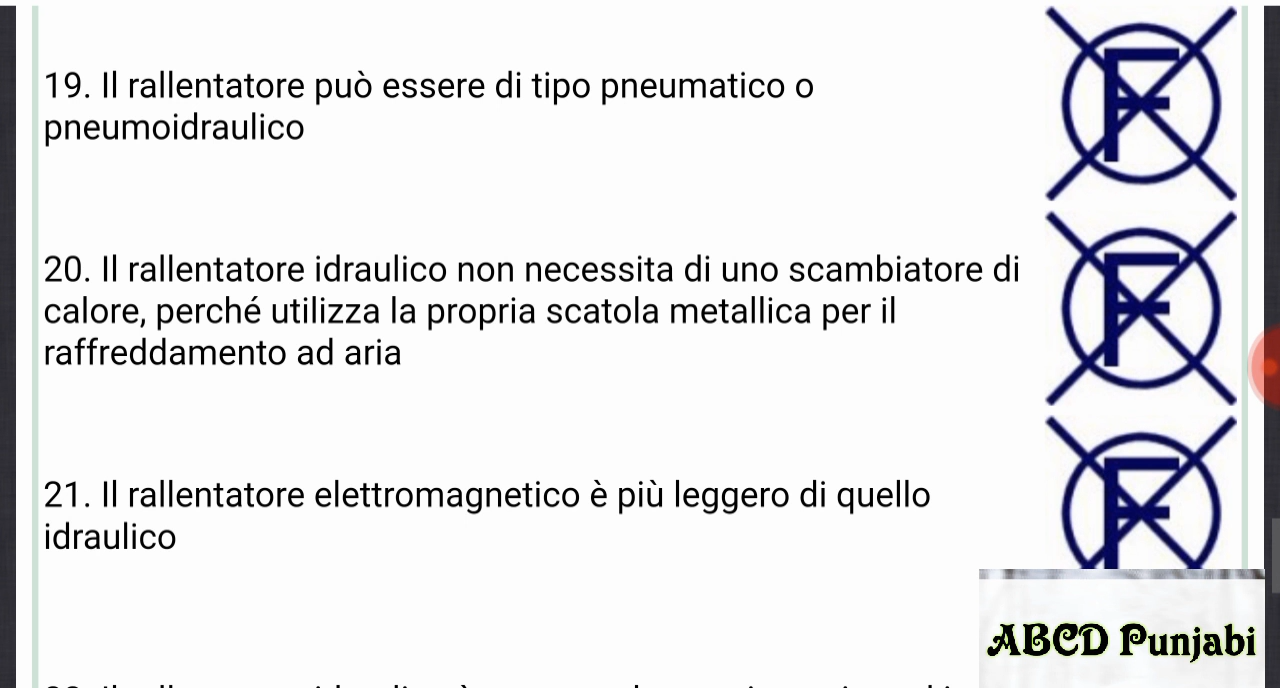 19. Il rallentatore può essere di tipo pneumatico o
pneumoidraulico
F
20. Il rallentatore idraulico non necessita di uno scambiatore di
calore, perché utilizza la propria scatola metallica per il
raffreddamento ad aria
F
21. Il rallentatore elettromagnetico è più leggero di quello
idraulico
F
ABCD Punjabi